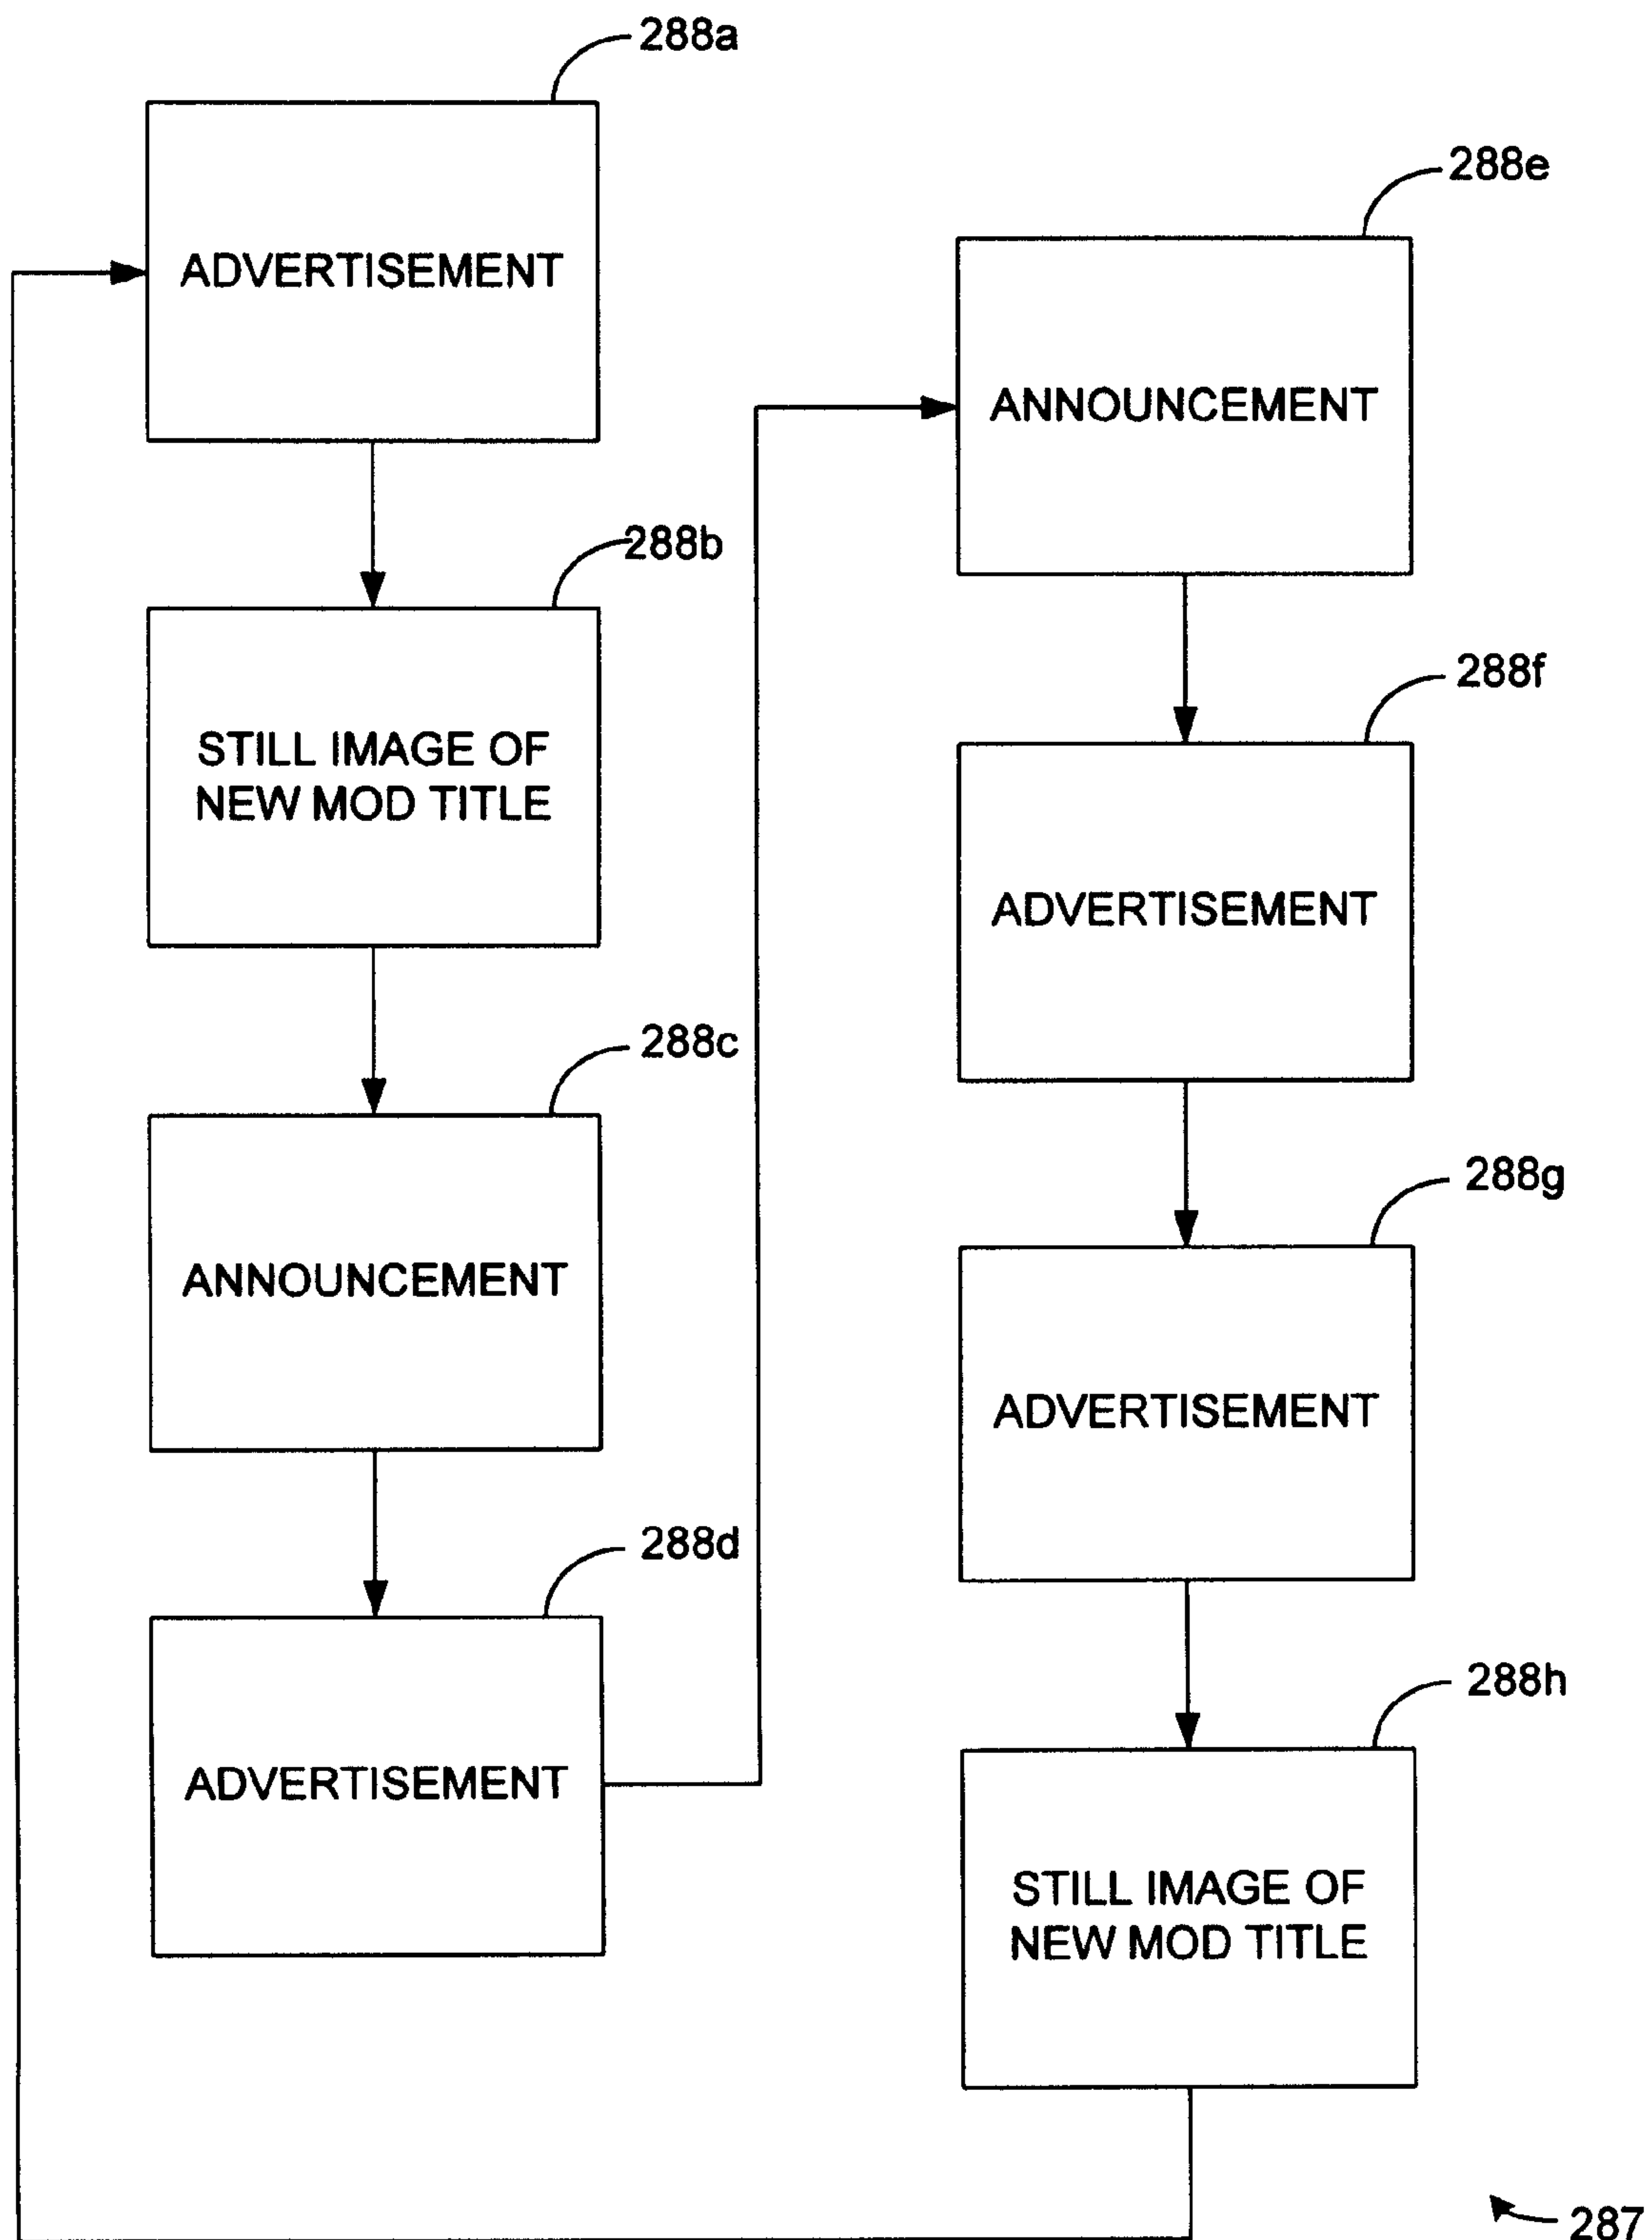 288a
ADVERTISEMENT
288b
STILL IMAGE OF
NEW MOD TITLE
288c
ANNOUNCEMENT
288d
ADVERTISEMENT
288e
ANNOUNCEMENT
288f
ADVERTISEMENT
288g
ADVERTISEMENT
288h
STILL IMAGE OF
NEW MOD TITLE
287